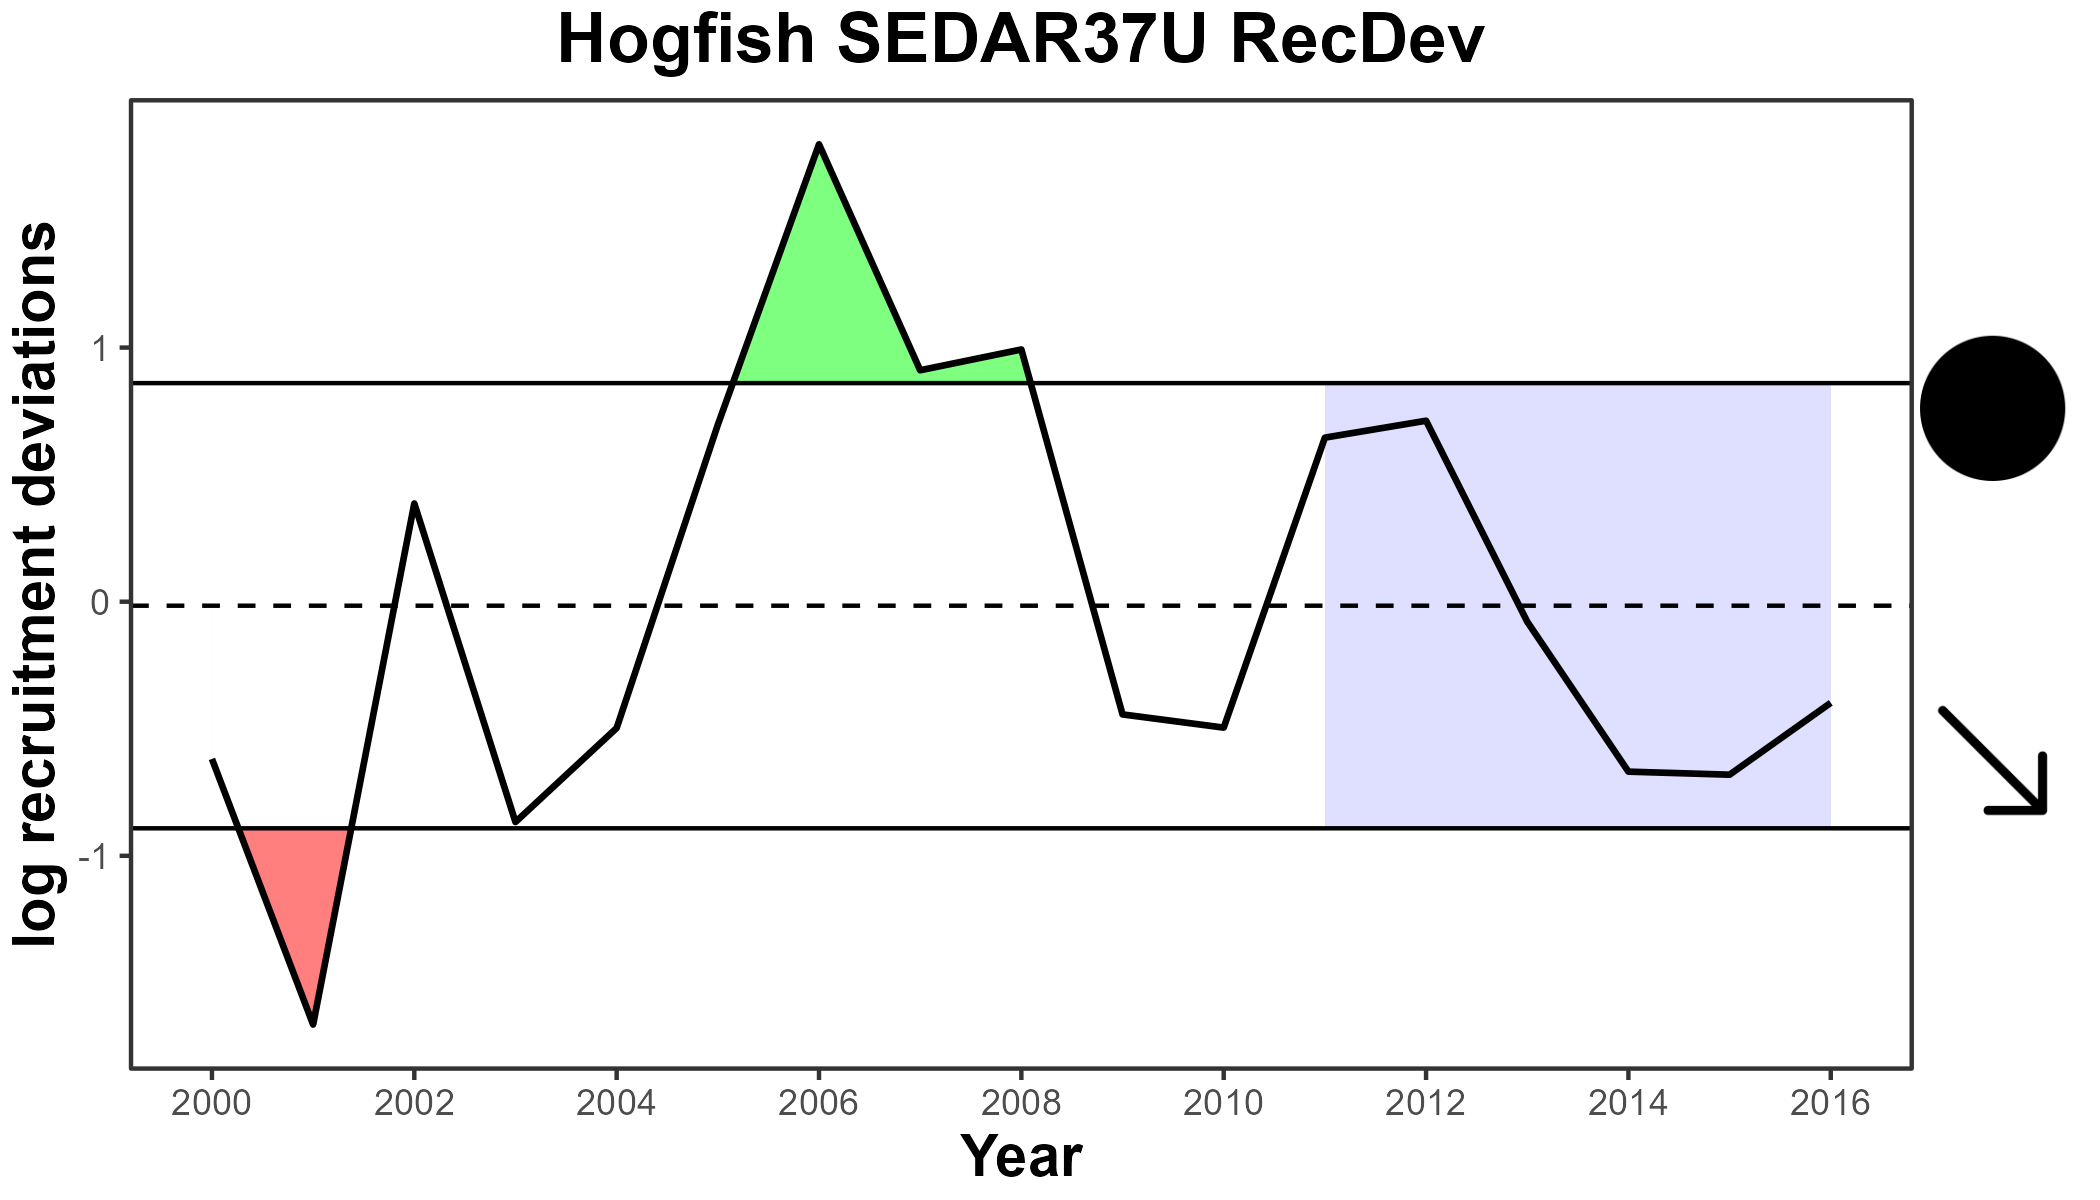 Hogfish SEDAR37U RecDev
log recruitment deviations
1
0
-1
2000 2002 2004 2006 2008 2010 2012 2014 2016
Year